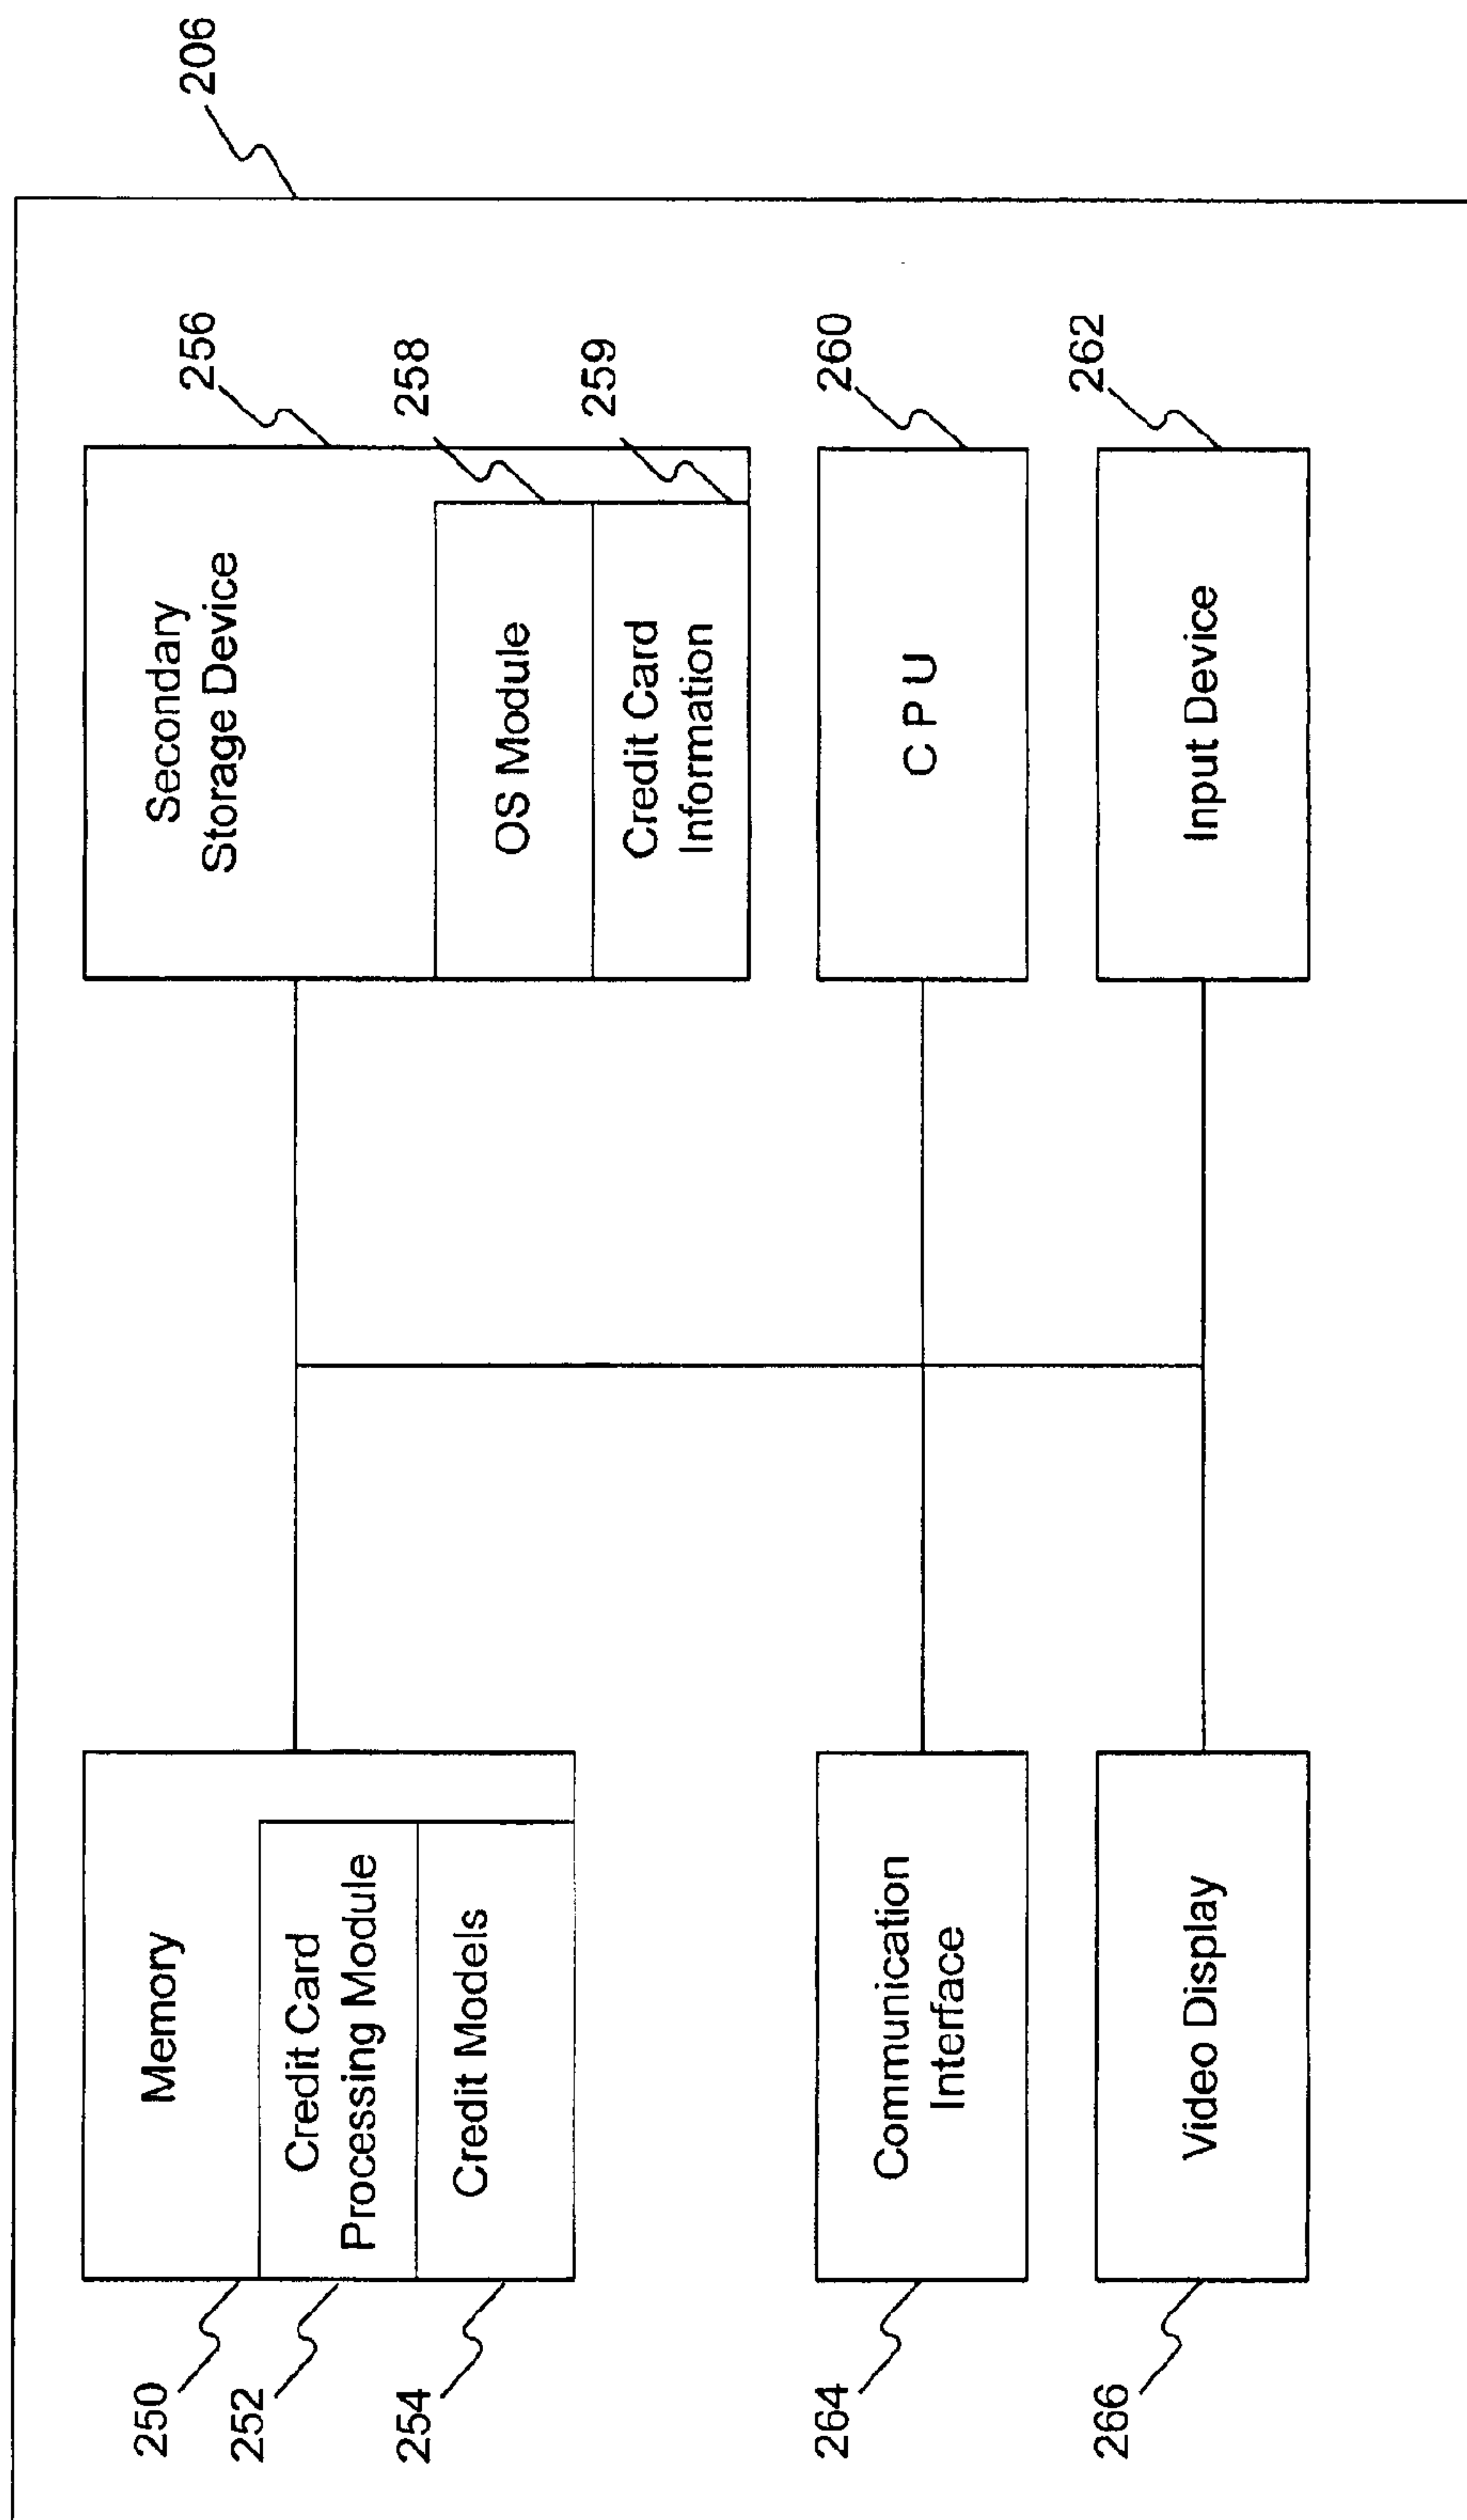 206
250
Memory
252
Credit Card
Processing Module
254
Credit Models
256
Secondary
Storage Device
258
OS Module
259
Credit Card
Information
264
Communication
Interface
260
C P U
266
Video Display
262
Input Device